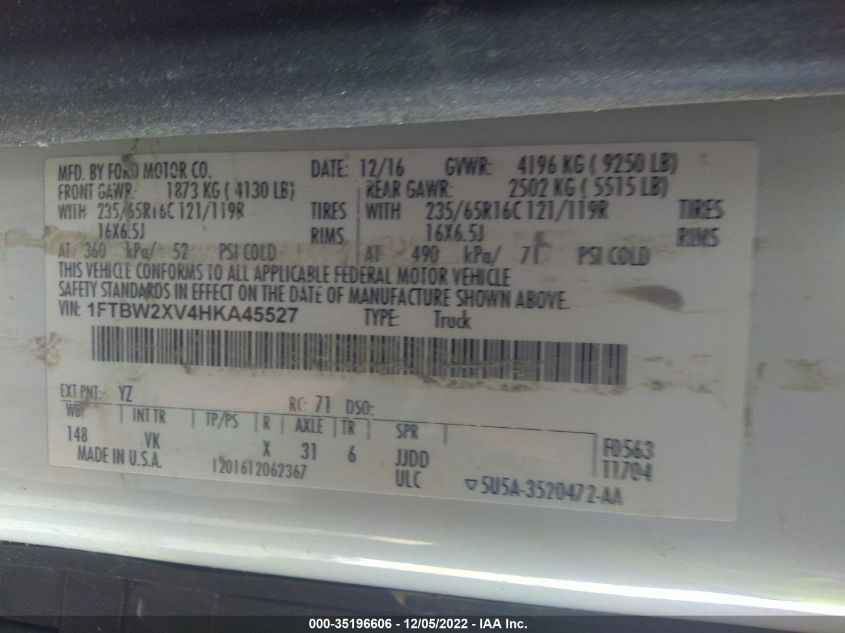 MFD. BY FORD MOTOR CO. DATE: 12/16 GVWR: 4196 KG ( 9250 LB)
FRONT GAWR: 1873 KG ( 4130 LB) REAR GAWR: 2502 KG ( 5515 LB)
WITH 235/65R16C 121/119R TIRES WITH 235/65R16C 121/119R TIRES
16X6.5J RIMS 16X6.5J RIMS
AT 360 kPa/ 52 PSI COLD AT 490 kPa/ 71 PSI COLD
THIS VEHICLE CONFORMS TO ALL APPLICABLE FEDERAL MOTOR VEHICLE
SAFETY STANDARDS IN EFFECT ON THE DATE OF MANUFACTURE SHOWN ABOVE.
VIN: 1FTBW2XV4HKA45527 TYPE: Truck
EXT PNT: YZ RC: 71 DSO:
WB INT TR TP/PS R AXLE TR SPR
148 VK X 31 6 JJDD F0563
MADE IN U.S.A. 1201612062367 ULC T1704
▽5U5A-3520472-AA
000-35196606 - 12/05/2022 - IAA Inc.